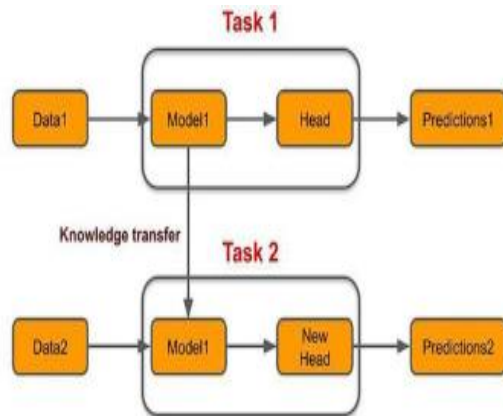 Task 1
Data1
Model1
Head
Predictions1
Knowledge transfer
Task 2
Data2
Model1
New
Head
Predictions2